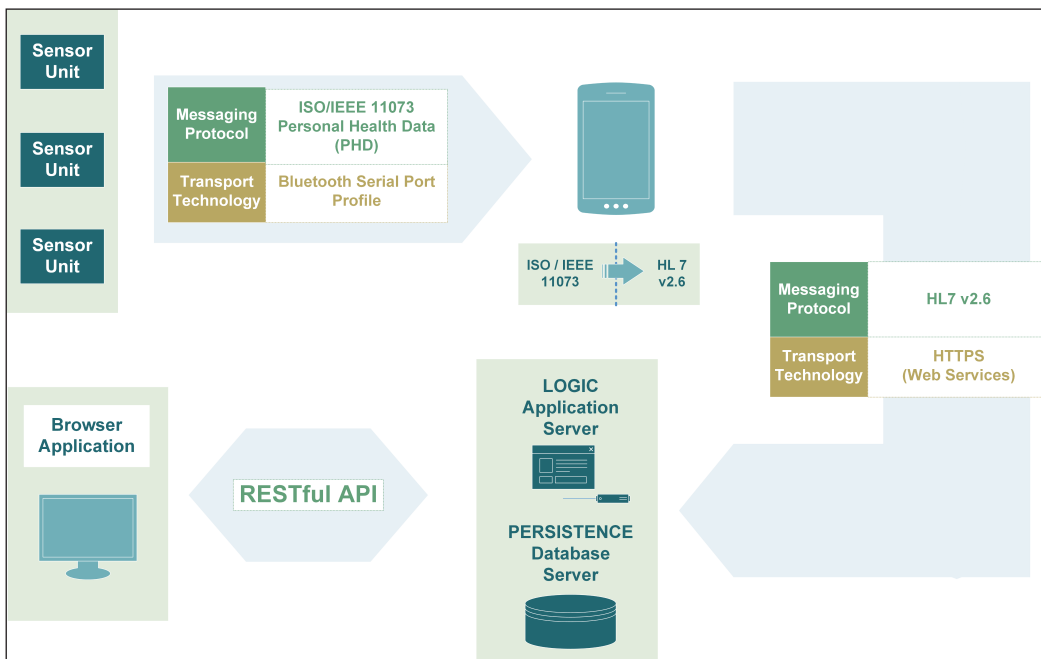 Sensor
Unit
Sensor
Unit
Sensor
Unit
Messaging
Protocol
ISO/IEEE 11073
Personal Health Data
(PHD)
Transport
Technology
Bluetooth Serial Port
Profile
ISO / IEEE
11073
HL 7
v2.6
Messaging
Protocol
HL7 v2.6
Transport
Technology
HTTPS
(Web Services)
LOGIC
Application
Server
PERSISTENCE
Database
Server
RESTful API
Browser
Application